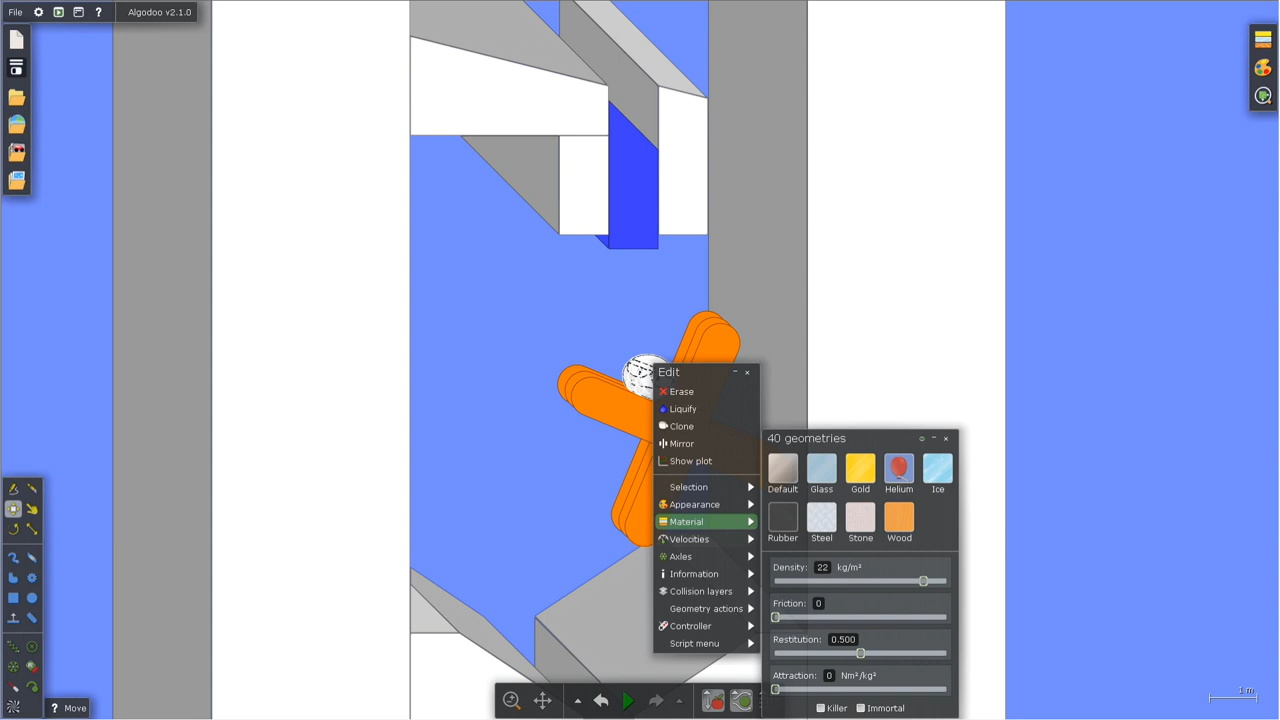 File
?
Algodoo v2.1.0
Edit
Erase
Liquify
Clone
Mirror
Show plot
Selection
Appearance
Material
Velocities
Axles
Information
Collision layers
Geometry actions
Controller
Script menu
40 geometries
Default Glass Gold Helium Ice
Rubber Steel Stone Wood
Density: 22 kg/m²
Friction: 0
Restitution: 0.500
Attraction: 0 Nm²/kg²
Killer Immortal
? Move
1 m